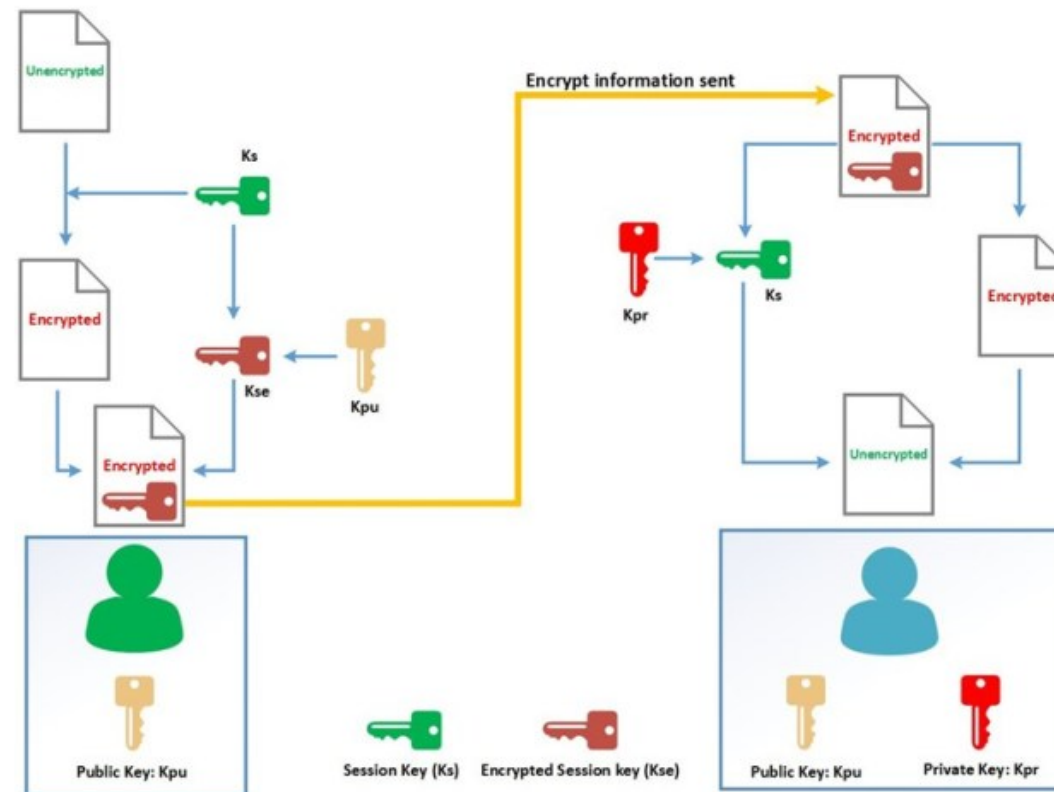 Unencrypted
Encrypt information sent
Encrypted
Ks
Encrypted
Kpr
Ks
Encrypted
Kse
Kpu
Encrypted
Unencrypted
Public Key: Kpu
Session Key (Ks)
Encrypted Session key (Kse)
Public Key: Kpu
Private Key: Kpr